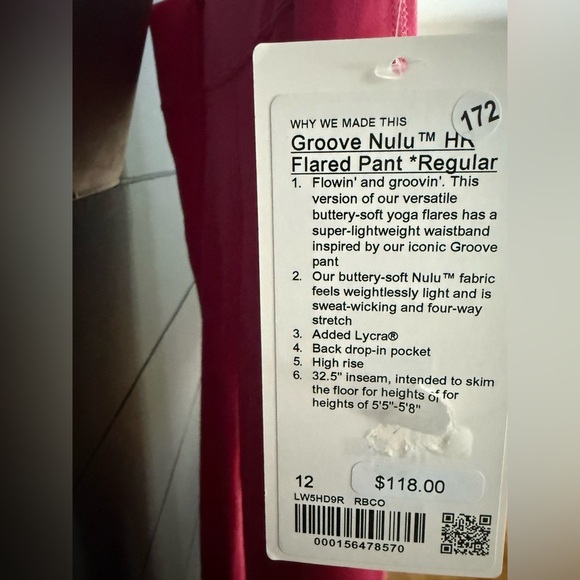 WHY WE MADE THIS
172
Groove Nulu™ HR
Flared Pant *Regular
1. Flowin' and groovin'. This
version of our versatile
buttery-soft yoga flares has a
super-lightweight waistband
inspired by our iconic Groove
pant
2. Our buttery-soft Nulu™ fabric
feels weightlessly light and is
sweat-wicking and four-way
stretch
3. Added Lycra®
4. Back drop-in pocket
5. High rise
6. 32.5" inseam, intended to skim
the floor for heights of for
heights of 5'5"-5'8"
12
$118.00
LW5HD9R RBCO
000156478570